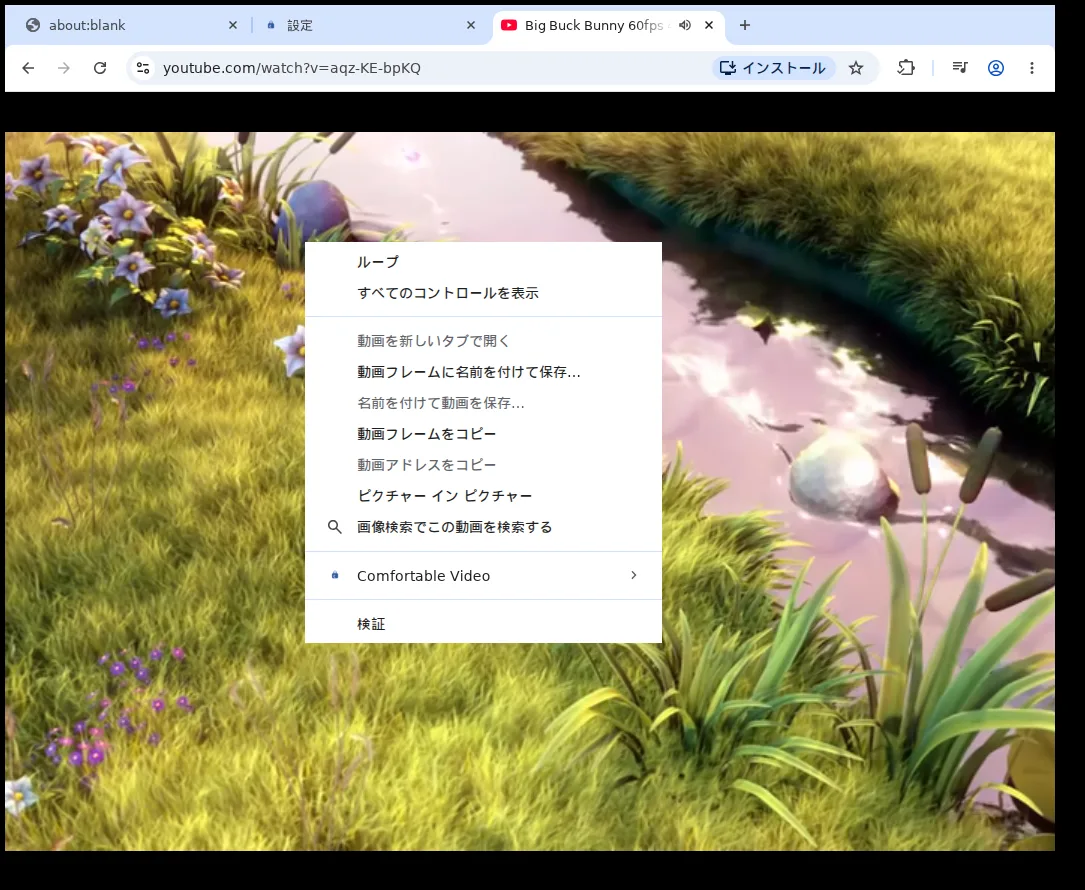 about:blank
設定
Big Buck Bunny 60fps
youtube.com/watch?v=aqz-KE-bpKQ
インストール
ループ
すべてのコントロールを表示
動画を新しいタブで開く
動画フレームに名前を付けて保存...
名前を付けて動画を保存...
動画フレームをコピー
動画アドレスをコピー
ピクチャー イン ピクチャー
画像検索でこの動画を検索する
Comfortable Video
検証